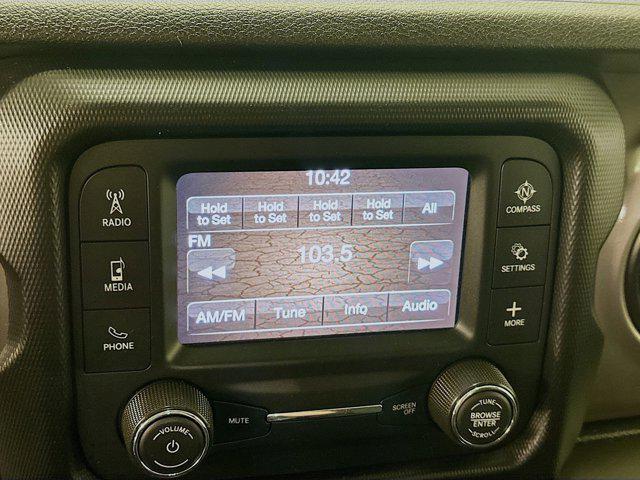 10:42
Hold to Set
Hold to Set
Hold to Set
Hold to Set
All
FM
103.5
AM/FM
Tune
Info
Audio
RADIO
MEDIA
PHONE
N
COMPASS
SETTINGS
MORE
VOLUME
MUTE
SCREEN
OFF
TUNE
BROWSE
ENTER
SCROLL